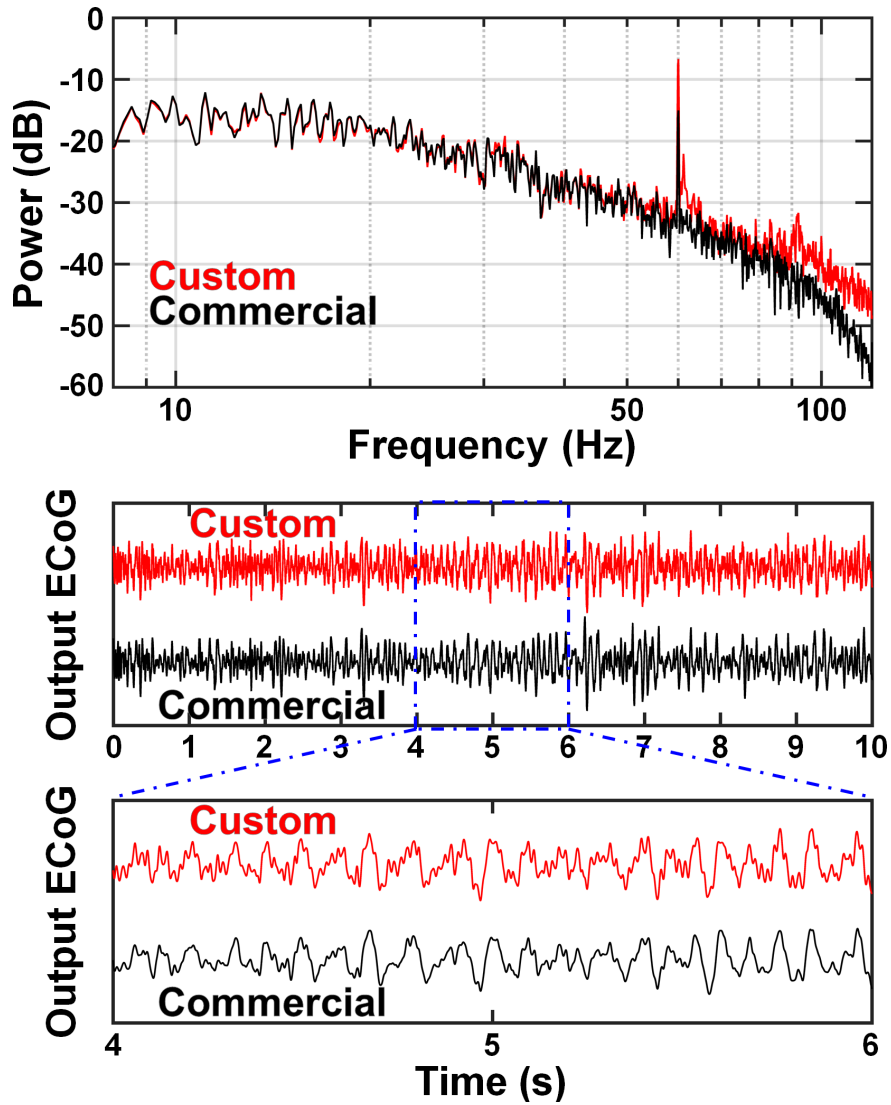 0
-10
-20
-30
-40
-50
-60
Power (dB)
Custom
Commercial
10 50 100
Frequency (Hz)
Output ECoG
Custom
Commercial
0 1 2 3 4 5 6 7 8 9 10
Output ECoG
Custom
Commercial
4 5 6
Time (s)